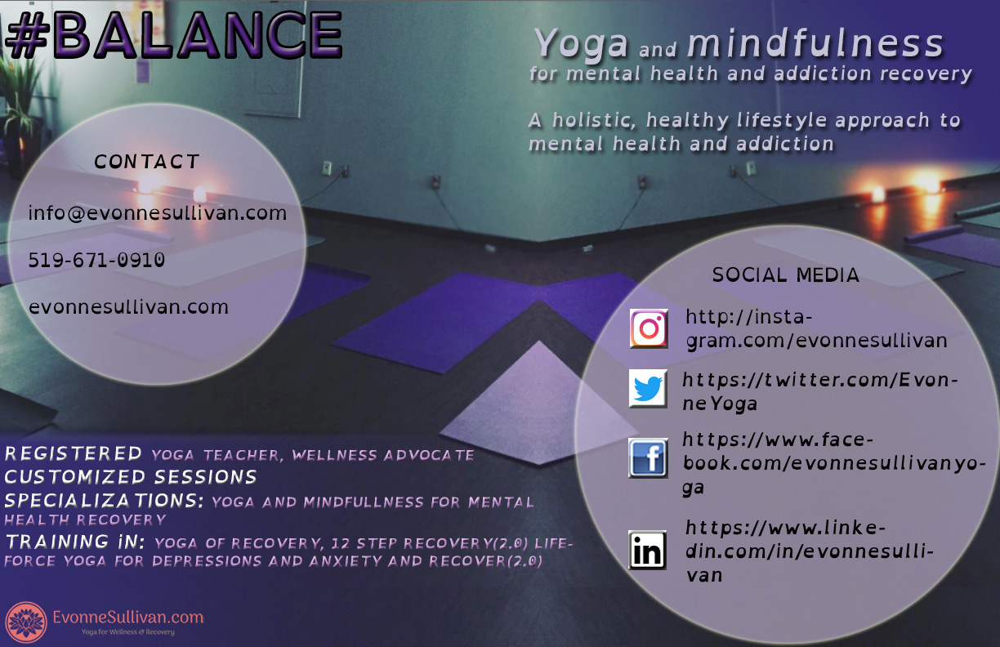 #BALANCE
Yoga and mindfulness
for mental health and addiction recovery
A holistic, healthy lifestyle approach to
mental health and addiction
CONTACT
info@evonnesullivan.com
519-671-0910
evonnesullivan.com
SOCIAL MEDIA
http://insta-
gram.com/evonnesullivan
https://twitter.com/Evon-
neYoga
https://www.face-
book.com/evonnesullivanyo-
ga
https://www.linke-
din.com/in/evonnesulli-
van
REGISTERED YOGA TEACHER, WELLNESS ADVOCATE
CUSTOMIZED SESSIONS
SPECIALIZATIONS: YOGA AND MINDFULLNESS FOR MENTAL
HEALTH RECOVERY
TRAINING iN: YOGA OF RECOVERY, 12 STEP RECOVERY(2.0) LIFE-
FORCE YOGA FOR DEPRESSIONS AND ANXIETY AND RECOVER(2.0)
EvonneSullivan.com
Yoga for Wellness & Recovery